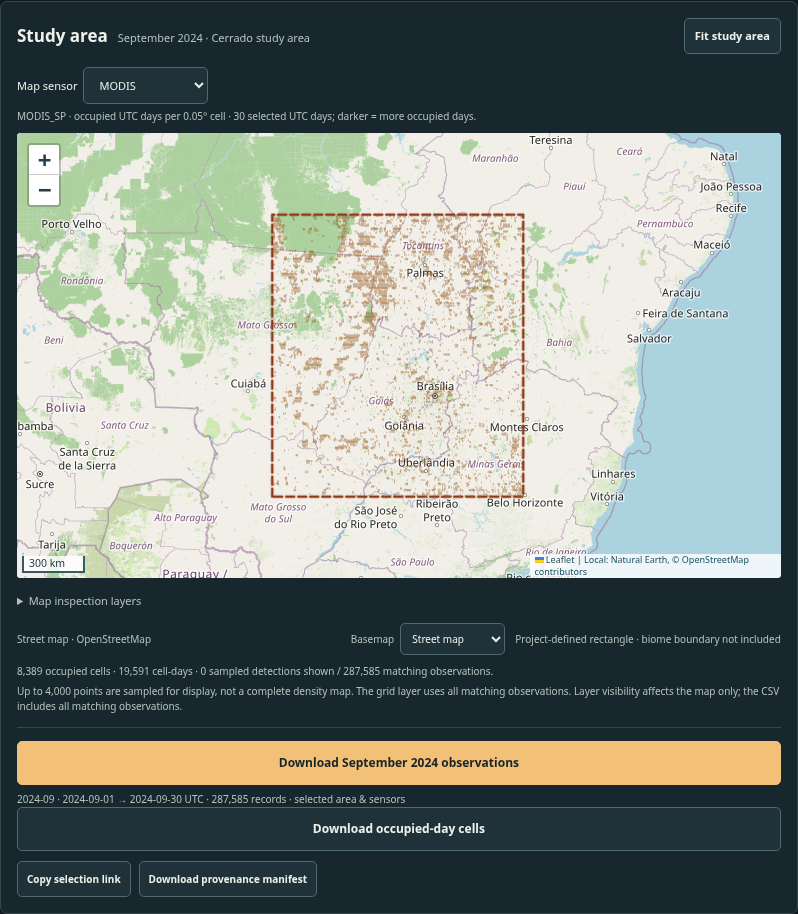 Study area September 2024 · Cerrado study area
Fit study area
Map sensor MODIS
MODIS_SP · occupied UTC days per 0.05° cell · 30 selected UTC days; darker = more occupied days.
+
−
Teresina
Ceará
Maranhão
Natal
Piauí
João Pessoa
Recife
Porto Velho
Pernambuco
Tocantins
Maceió
Palmas
Rondônia
Aracaju
Feira de Santana
Mato Grosso
Beni
Bahia
Salvador
Cuiabá
Brasília
Goiás
Bolivia
Santa Cruz
Goiânia
Montes Claros
bamba
Santa Cruz
de la Sierra
Uberlândia
Minas Gerais
Linhares
Sucre
Vitória
Mato Grosso
do Sul
São José
do Rio Preto
Ribeirão
Preto
Belo Horizonte
Alto Paraguay
Tarija
Boquerón
Rio de Janeiro
São Paulo
300 km
Paraguay /
Leaflet | Local: Natural Earth, © OpenStreetMap
contributors
Map inspection layers
Street map · OpenStreetMap
Basemap Street map
Project-defined rectangle · biome boundary not included
8,389 occupied cells · 19,591 cell-days · 0 sampled detections shown / 287,585 matching observations.
Up to 4,000 points are sampled for display, not a complete density map. The grid layer uses all matching observations. Layer visibility affects the map only; the CSV
includes all matching observations.
Download September 2024 observations
2024-09 · 2024-09-01 → 2024-09-30 UTC · 287,585 records · selected area & sensors
Download occupied-day cells
Copy selection link
Download provenance manifest